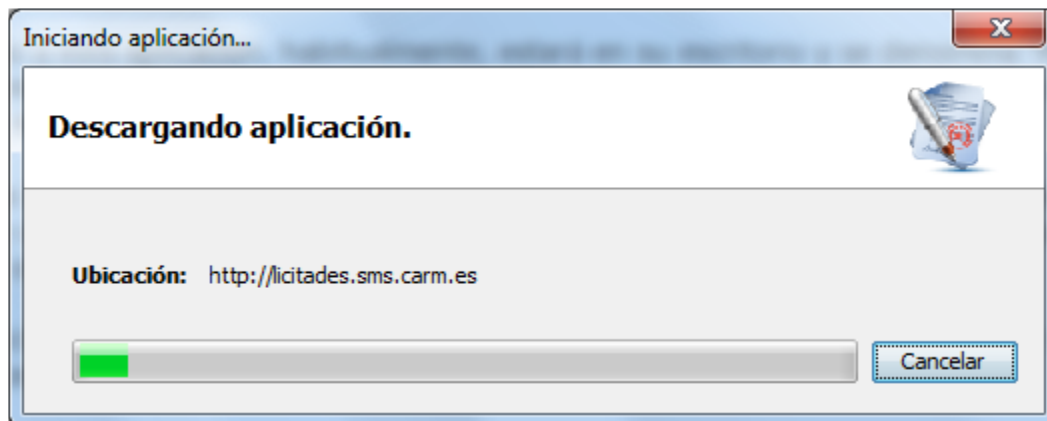 Iniciando aplicación...
Descargando aplicación.
Ubicación: http://licitades.sms.carm.es
Cancelar